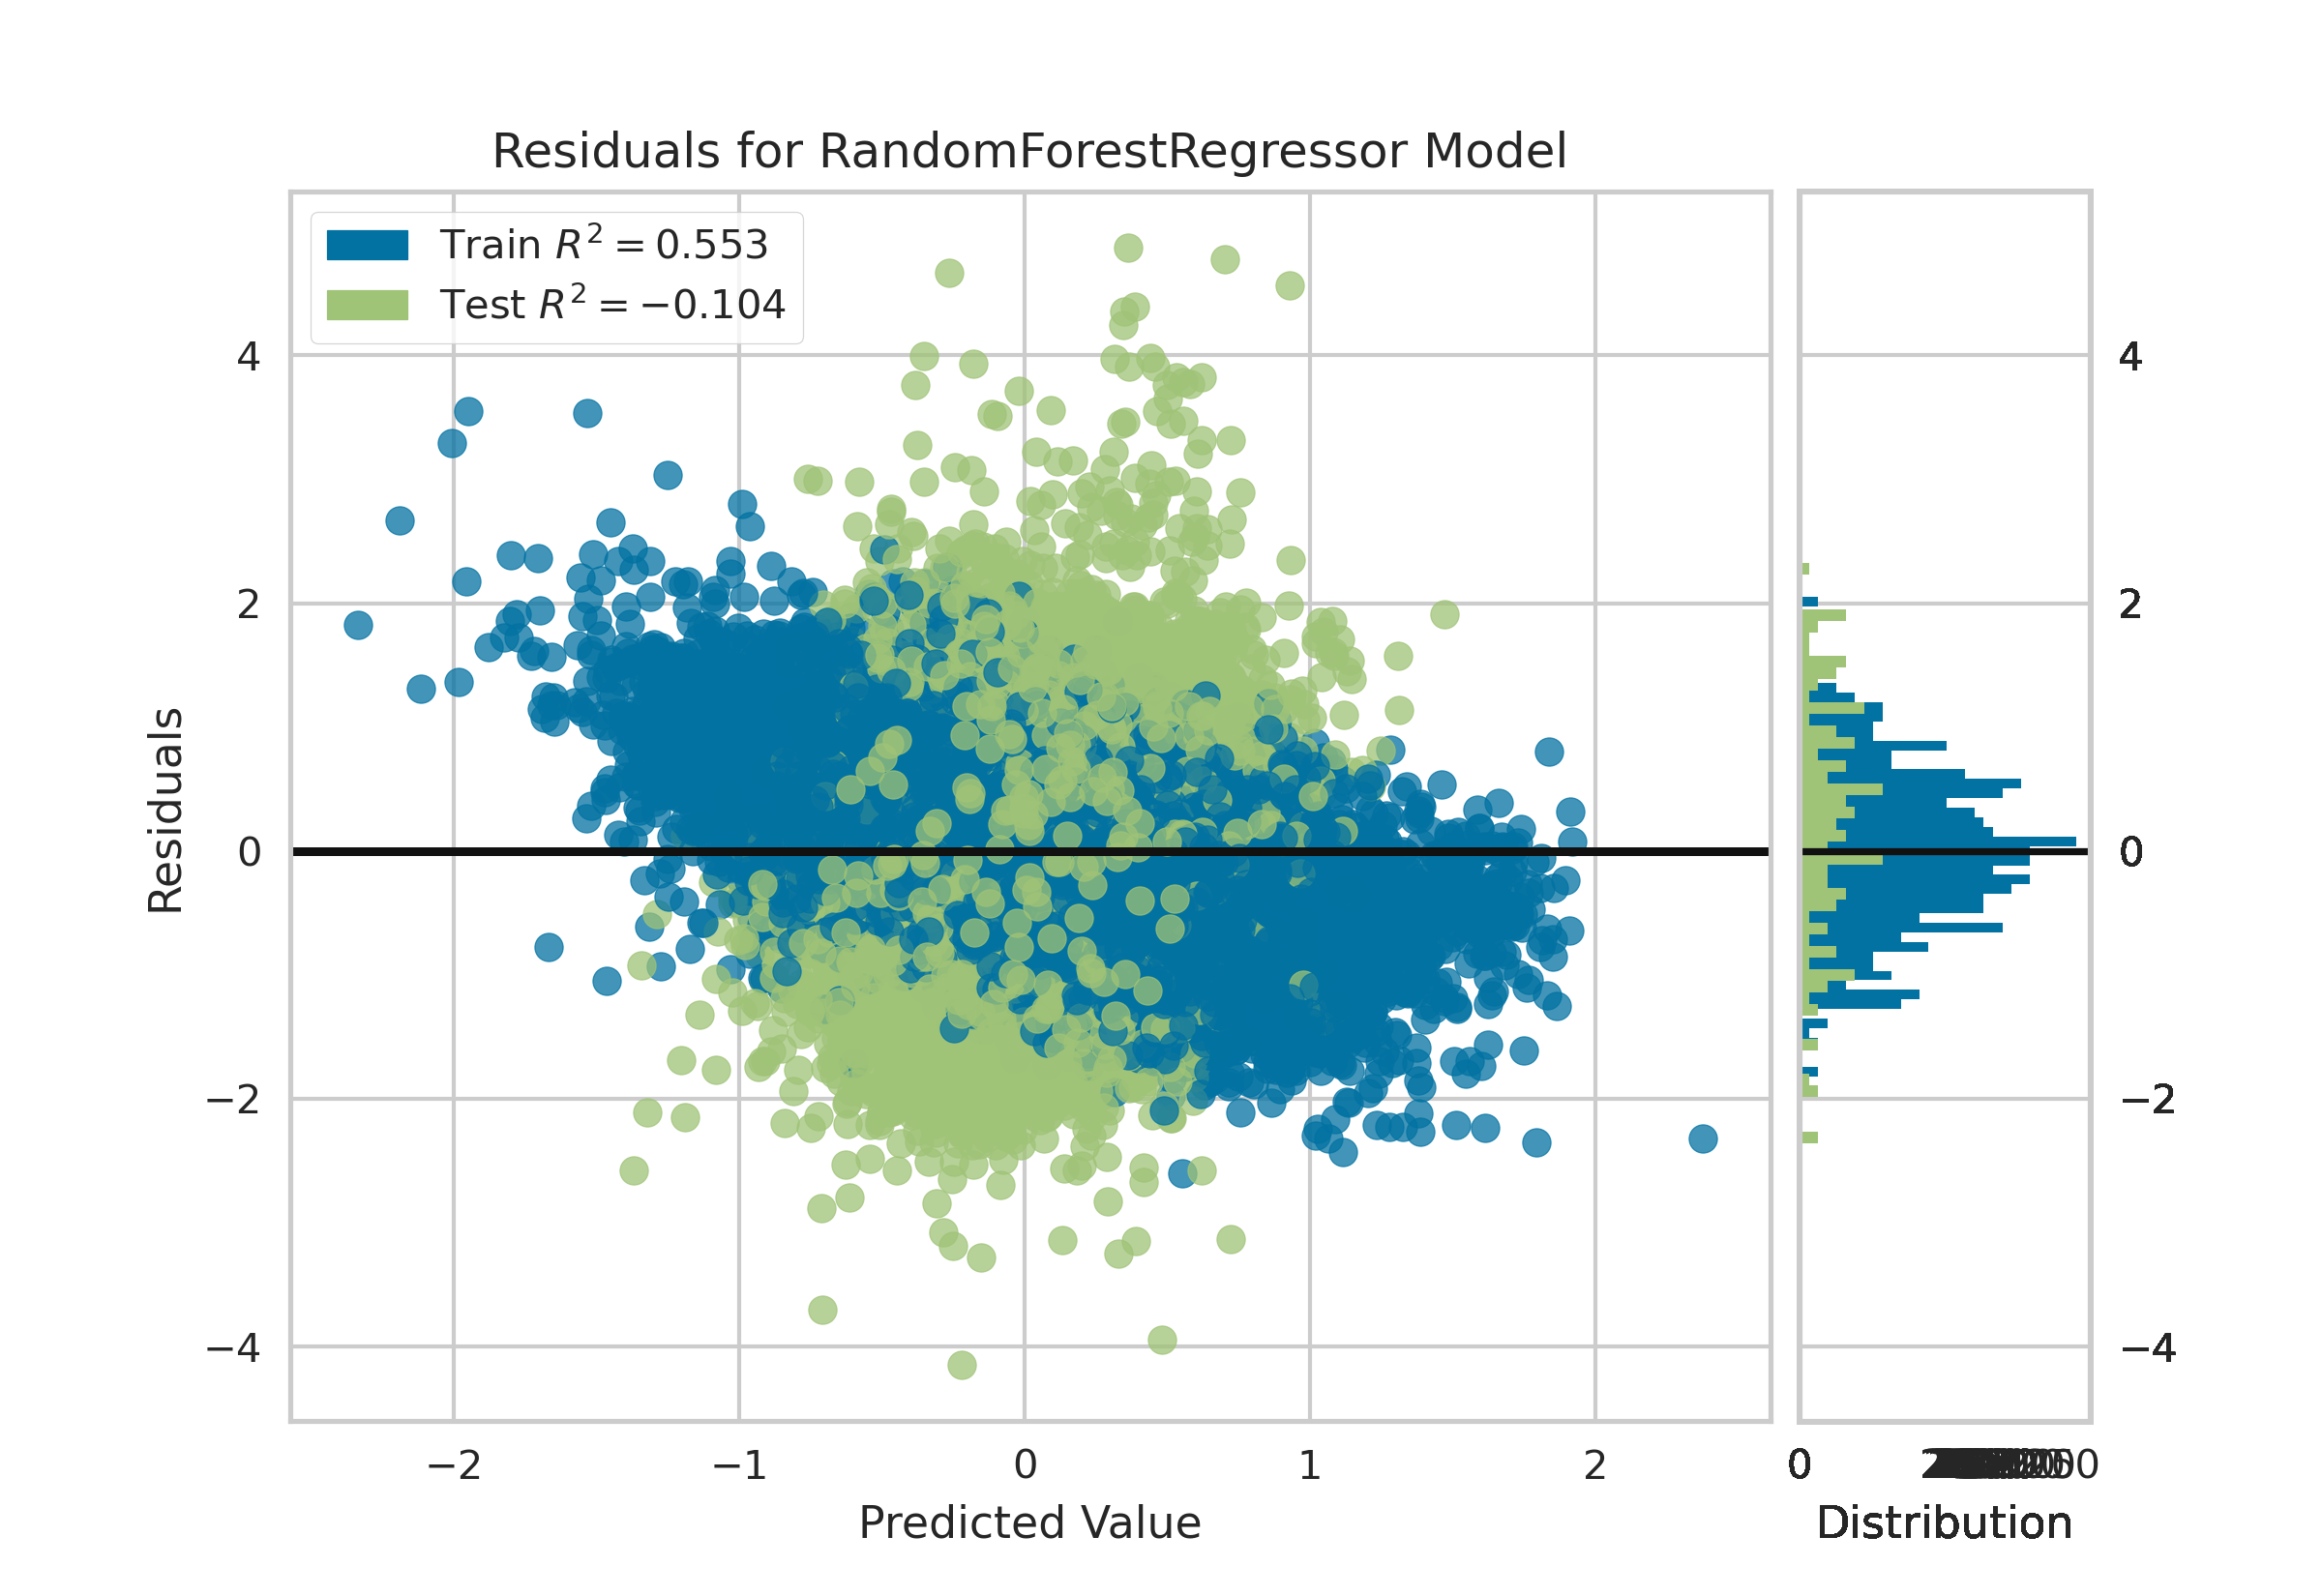 Residuals for RandomForestRegressor Model
Train R² = 0.553
Test R² = −0.104
4
2
0
−2
−4
Residuals
−2
−1
0
1
2
Predicted Value
4
2
0
−2
−4
0
Distribution